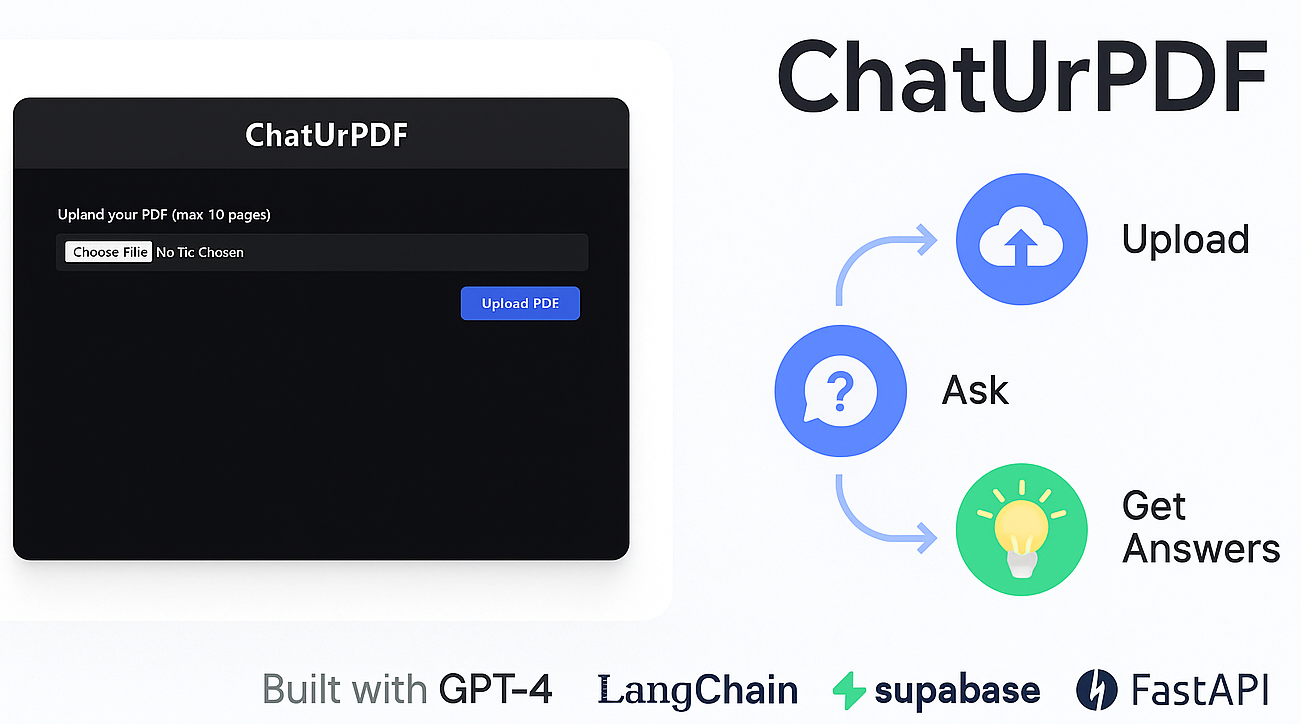 ChatUrPDF
Upland your PDF (max 10 pages)
Choose Filie No Tic Chosen
Upload PDE
ChatUrPDF
Upload
?
Ask
Get
Answers
Built with GPT-4 LangChain supabase FastAPI